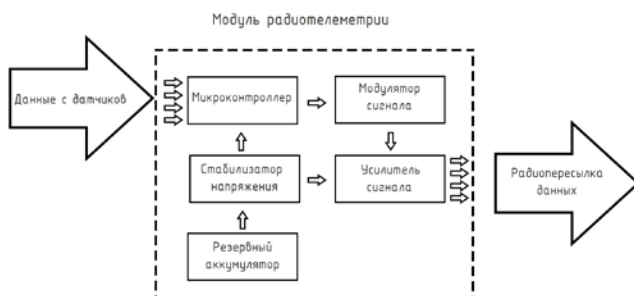 Модуль радиотелеметрии
Данные с датчиков
Микроконтроллер
Модулятор
сигнала
Стабилизатор
напряжения
Усилитель
сигнала
Радиопересылка
данных
Резервный
аккумулятор